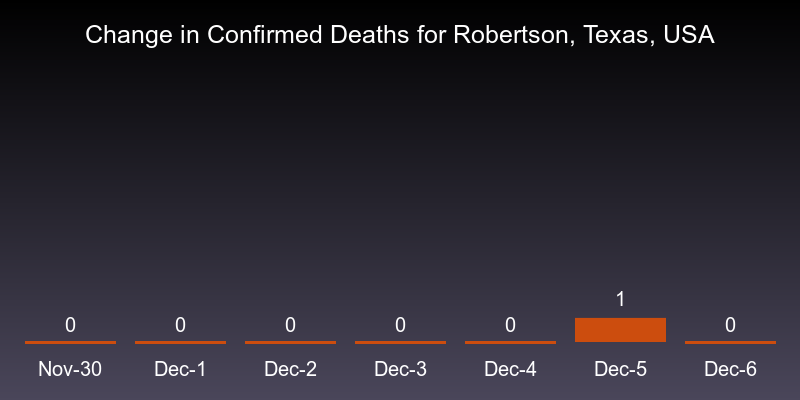 Change in Confirmed Deaths for Robertson, Texas, USA
1
0 0 0 0 0 0
Nov-30 Dec-1 Dec-2 Dec-3 Dec-4 Dec-5 Dec-6